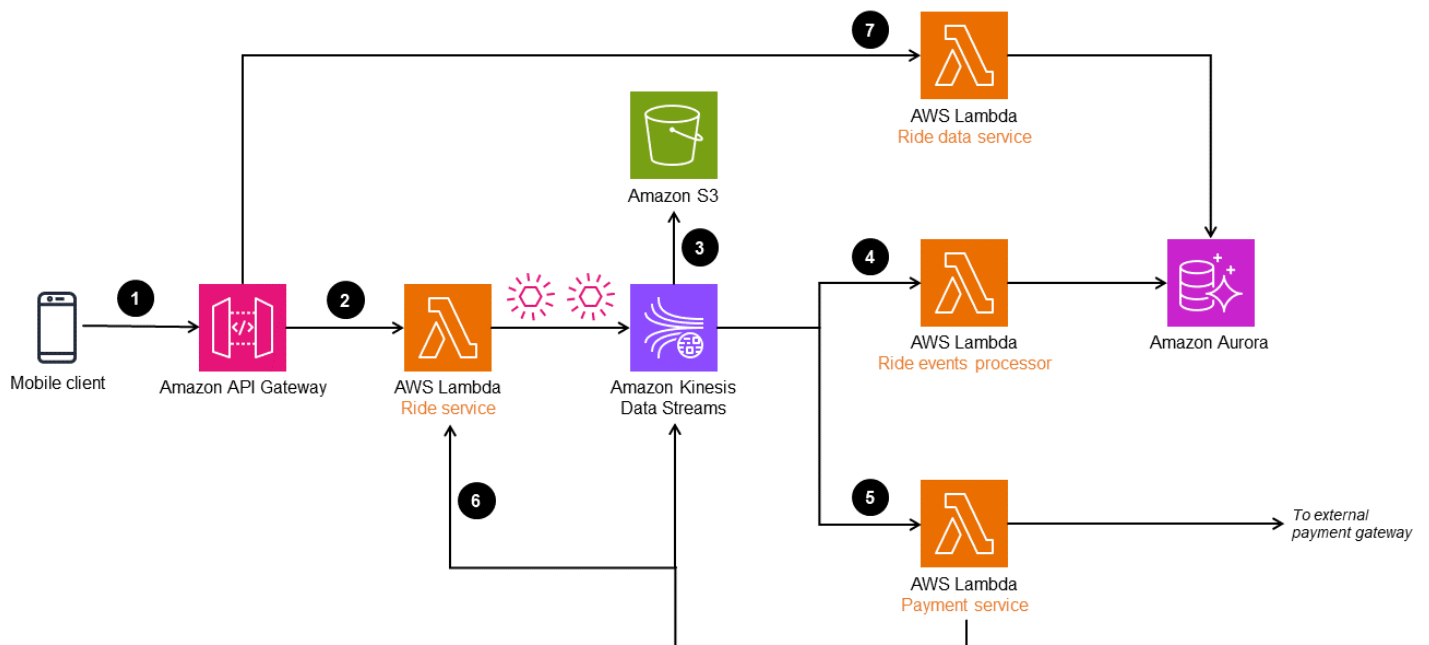 7
AWS Lambda
Ride data service
Amazon S3
3
4
1
2
</>
Mobile client
Amazon API Gateway
AWS Lambda
Ride service
Amazon Kinesis
Data Streams
AWS Lambda
Ride events processor
Amazon Aurora
6
5
To external
payment gateway
AWS Lambda
Payment service